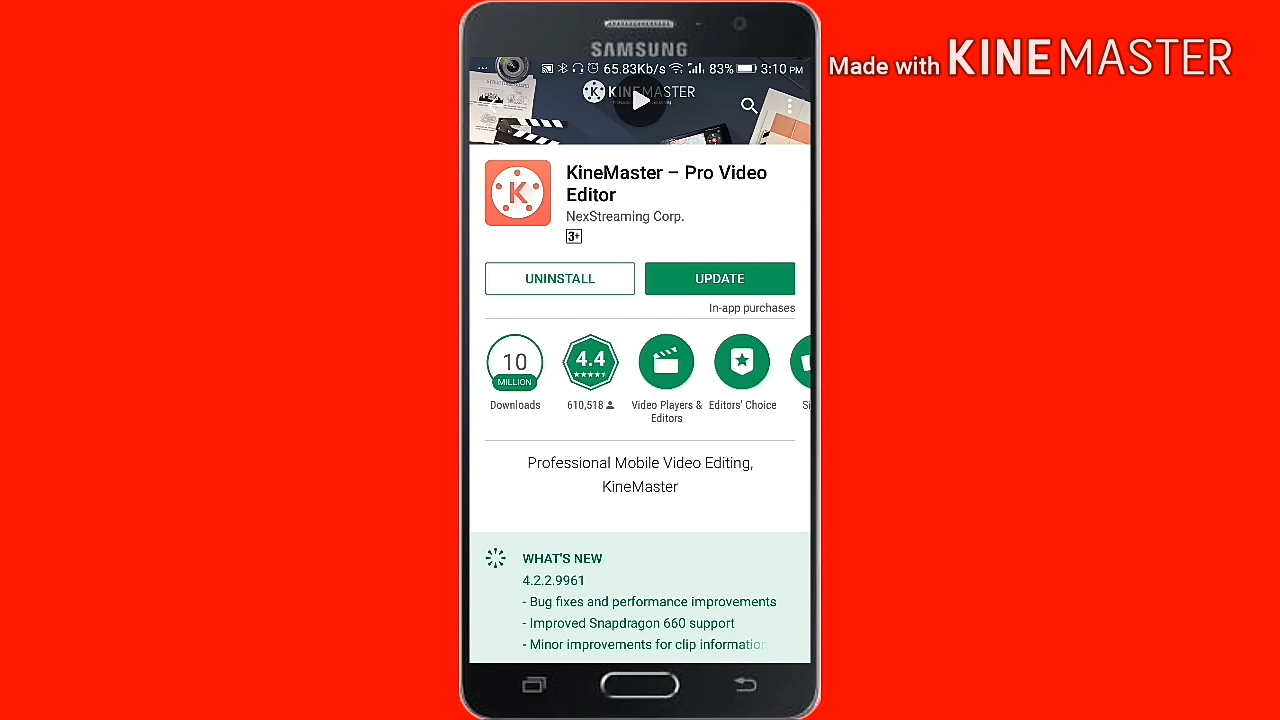 SAMSUNG
Made with KINEMASTER
65.83Kb/s 83% 3:10 PM
KINEMASTER
KineMaster – Pro Video
Editor
NexStreaming Corp.
3+
UNINSTALL
UPDATE
In-app purchases
10
MILLION
Downloads
4.4
610,518
Video Players &
Editors
Editors' Choice
Si
Professional Mobile Video Editing,
KineMaster
WHAT'S NEW
4.2.2.9961
- Bug fixes and performance improvements
- Improved Snapdragon 660 support
- Minor improvements for clip information